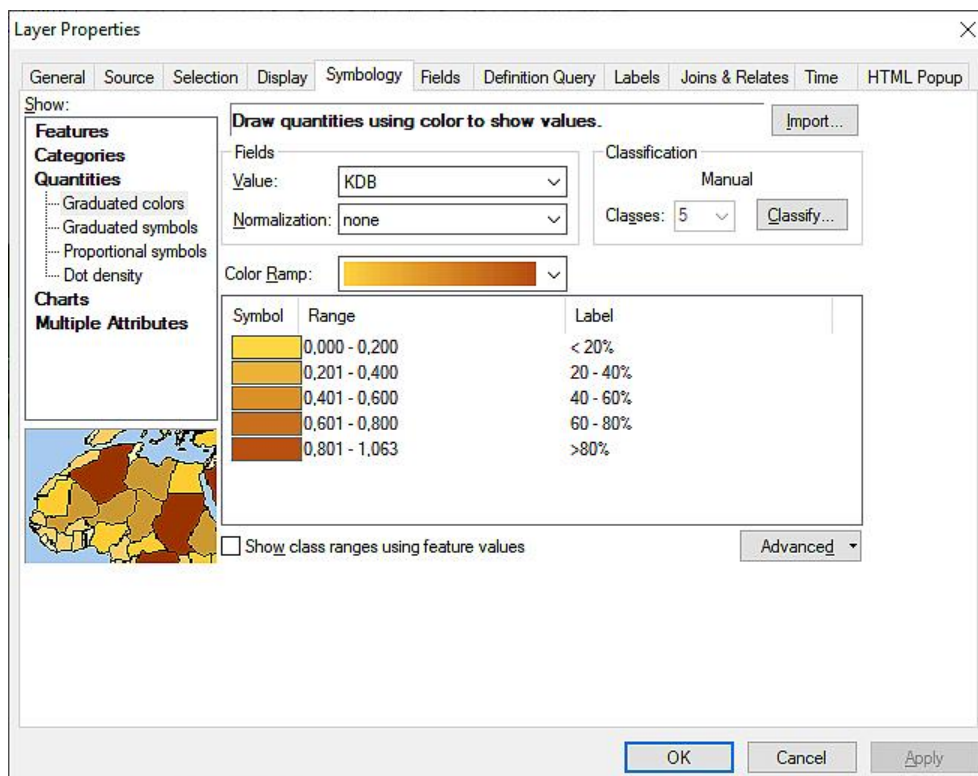 Layer Properties
General Source Selection Display Symbology Fields Definition Query Labels Joins & Relates Time HTML Popup
Show:
Features
Categories
Quantities
Graduated colors
Graduated symbols
Proportional symbols
Dot density
Charts
Multiple Attributes
Draw quantities using color to show values.
Import...
Fields
Value: KDB
Normalization: none
Classification
Manual
Classes: 5 Classify...
Color Ramp:
Symbol Range Label
0,000 - 0,200 < 20%
0,201 - 0,400 20 - 40%
0,401 - 0,600 40 - 60%
0,601 - 0,800 60 - 80%
0,801 - 1,063 >80%
Show class ranges using feature values
Advanced
OK Cancel Apply